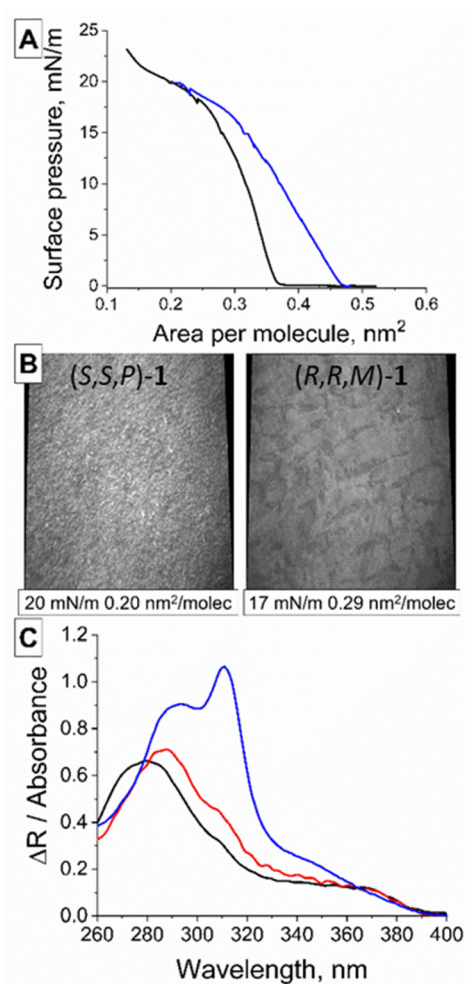 A
Surface pressure, mN/m
25
20
15
10
5
0
0.1 0.2 0.3 0.4 0.5 0.6
Area per molecule, nm²
B
(S,S,P)-1 (R,R,M)-1
20 mN/m 0.20 nm²/molec 17 mN/m 0.29 nm²/molec
C
ΔR / Absorbance
1.2
1.0
0.8
0.6
0.4
0.2
0.0
260 280 300 320 340 360 380 400
Wavelength, nm